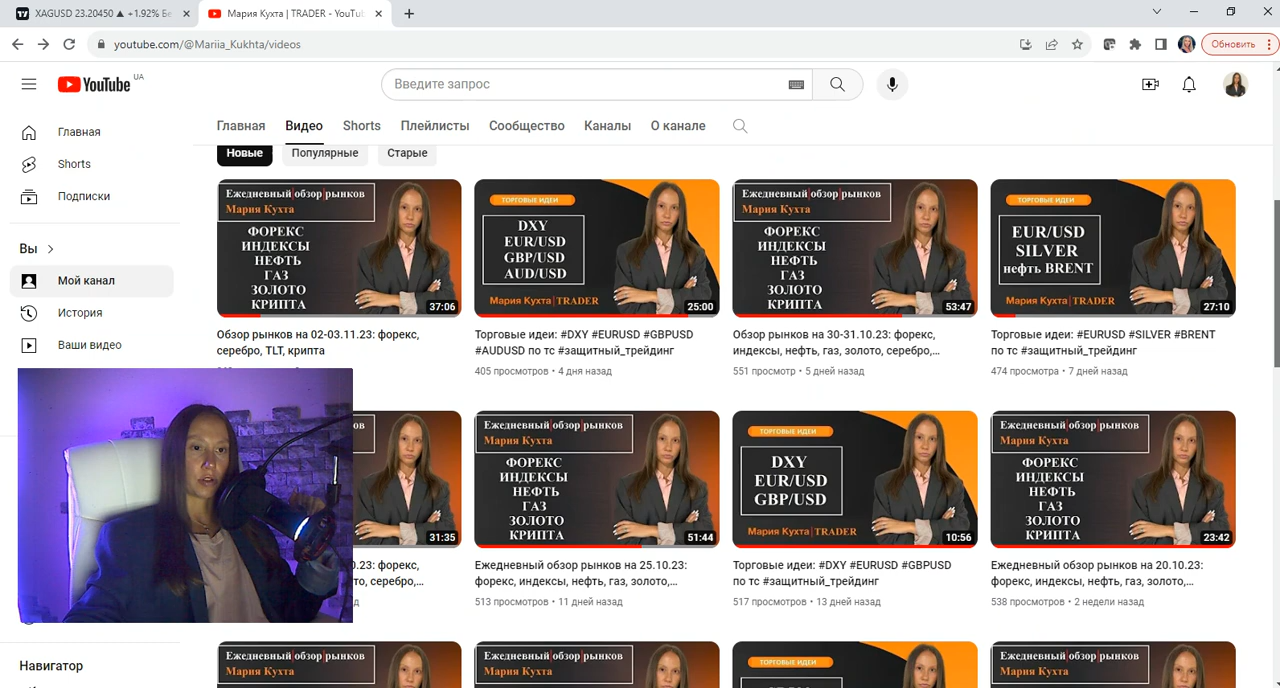 XAGUSD 23.20450 ▲ +1.92% Бе
Мария Кухта | TRADER - YouTu
youtube.com/@Mariia_Kukhta/videos
Обновить
YouTube UA
Введите запрос
Главная
Видео
Shorts
Плейлисты
Сообщество
Каналы
О канале
Новые
Популярные
Старые
Главная
Shorts
Подписки
Вы
Мой канал
История
Ваши видео
Навигатор
Ежедневный обзор рынков
Мария Кухта
ФОРЕКС
ИНДЕКСЫ
НЕФТЬ
ГАЗ
ЗОЛОТО
КРИПТА
37:06
Обзор рынков на 02-03.11.23: форекс,
серебро, TLT, крипта
ТОРГОВЫЕ ИДЕИ
DXY
EUR/USD
GBP/USD
AUD/USD
Мария Кухта | TRADER
25:00
Торговые идеи: #DXY #EURUSD #GBPUSD
#AUDUSD по тс #защитный_трейдинг
405 просмотров • 4 дня назад
Ежедневный обзор рынков
Мария Кухта
ФОРЕКС
ИНДЕКСЫ
НЕФТЬ
ГАЗ
ЗОЛОТО
КРИПТА
53:47
Обзор рынков на 30-31.10.23: форекс,
индексы, нефть, газ, золото, серебро,...
551 просмотр • 5 дней назад
ТОРГОВЫЕ ИДЕИ
EUR/USD
SILVER
нефть BRENT
Мария Кухта | TRADER
27:10
Торговые идеи: #EURUSD #SILVER #BRENT
по тс #защитный_трейдинг
474 просмотра • 7 дней назад
31:35
0.23: форекс,
то, серебро,...
Ежедневный обзор рынков
Мария Кухта
ФОРЕКС
ИНДЕКСЫ
НЕФТЬ
ГАЗ
ЗОЛОТО
КРИПТА
51:44
Ежедневный обзор рынков на 25.10.23:
форекс, индексы, нефть, газ, золото,...
513 просмотров • 11 дней назад
ТОРГОВЫЕ ИДЕИ
DXY
EUR/USD
GBP/USD
Мария Кухта | TRADER
10:56
Торговые идеи: #DXY #EURUSD #GBPUSD
по тс #защитный_трейдинг
517 просмотров • 13 дней назад
Ежедневный обзор рынков
Мария Кухта
ФОРЕКС
ИНДЕКСЫ
НЕФТЬ
ГАЗ
ЗОЛОТО
КРИПТА
23:42
Ежедневный обзор рынков на 20.10.23:
форекс, индексы, нефть, газ, золото,...
538 просмотров • 2 недели назад
Ежедневный обзор рынков
Мария Кухта
Ежедневный обзор рынков
Мария Кухта
ТОРГОВЫЕ ИДЕИ
Ежедневный обзор рынков
Мария Кухта